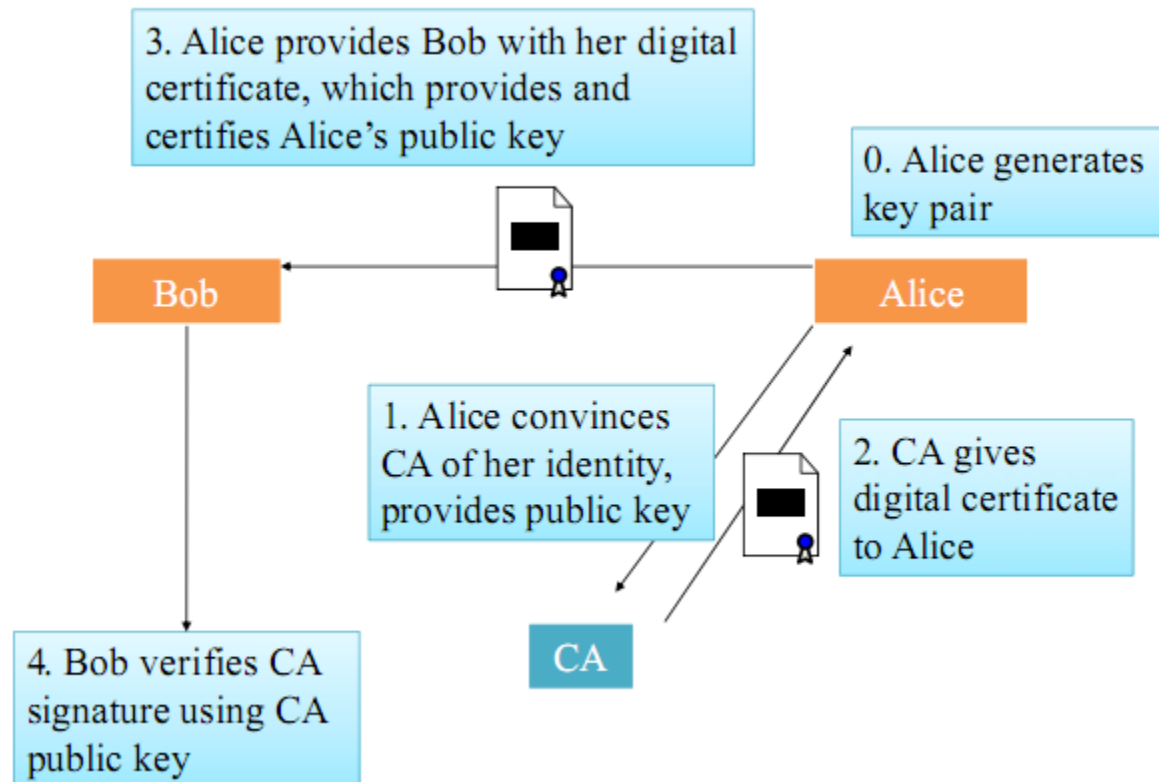 3. Alice provides Bob with her digital
certificate, which provides and
certifies Alice’s public key
0. Alice generates
key pair
Bob
Alice
1. Alice convinces
CA of her identity,
provides public key
2. CA gives
digital certificate
to Alice
CA
4. Bob verifies CA
signature using CA
public key